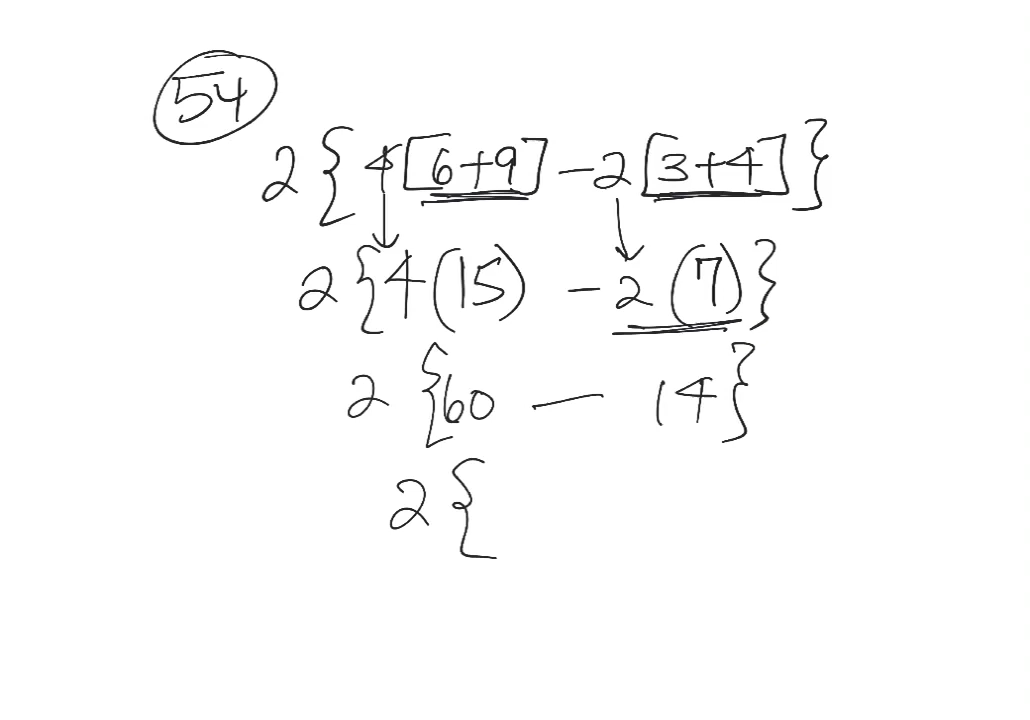 54
2{4[6+9]-2[3+4]}
2{4(15) -2(7)}
2{60 — 14}
2{